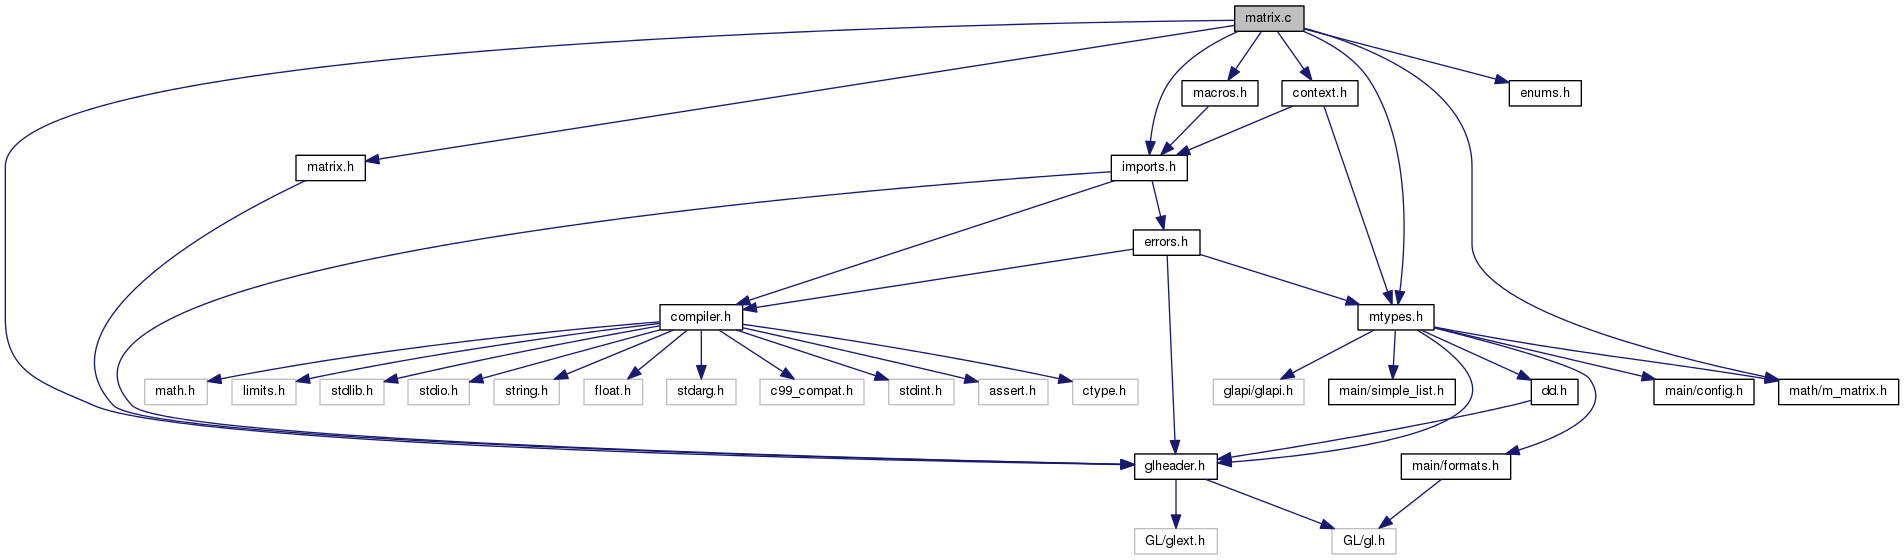 matrix.c
macros.h
context.h
enums.h
matrix.h
imports.h
errors.h
compiler.h
mtypes.h
math.h
limits.h
stdlib.h
stdio.h
string.h
float.h
stdarg.h
c99_compat.h
stdint.h
assert.h
ctype.h
glapi/glapi.h
main/simple_list.h
dd.h
main/config.h
math/m_matrix.h
glheader.h
main/formats.h
GL/glext.h
GL/gl.h